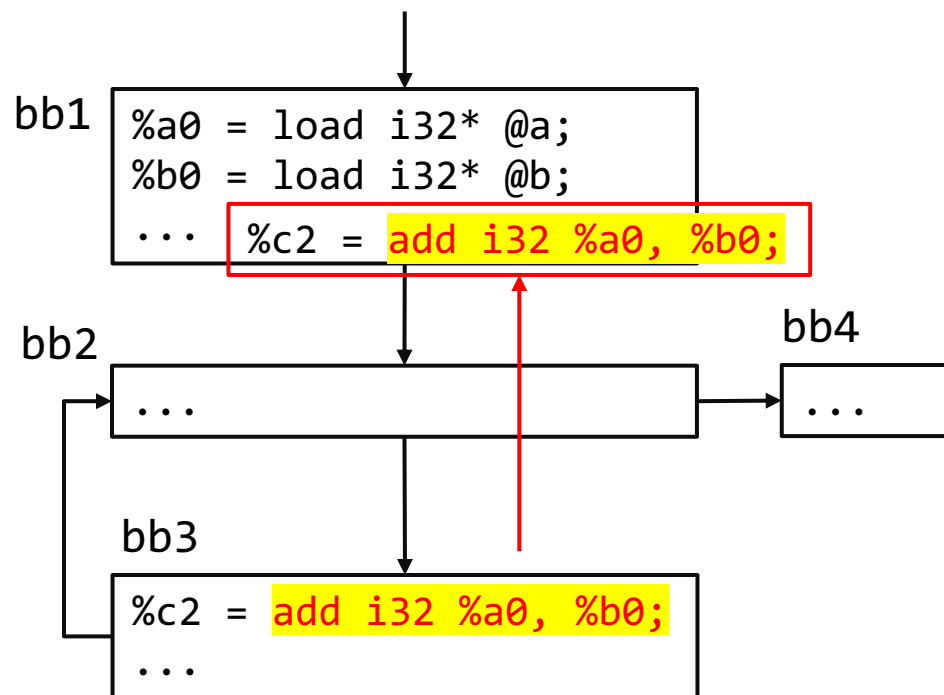 bb1
%a0 = load i32* @a;
%b0 = load i32* @b;
... %c2 = add i32 %a0, %b0;
bb2
...
bb4
...
bb3
%c2 = add i32 %a0, %b0;
...